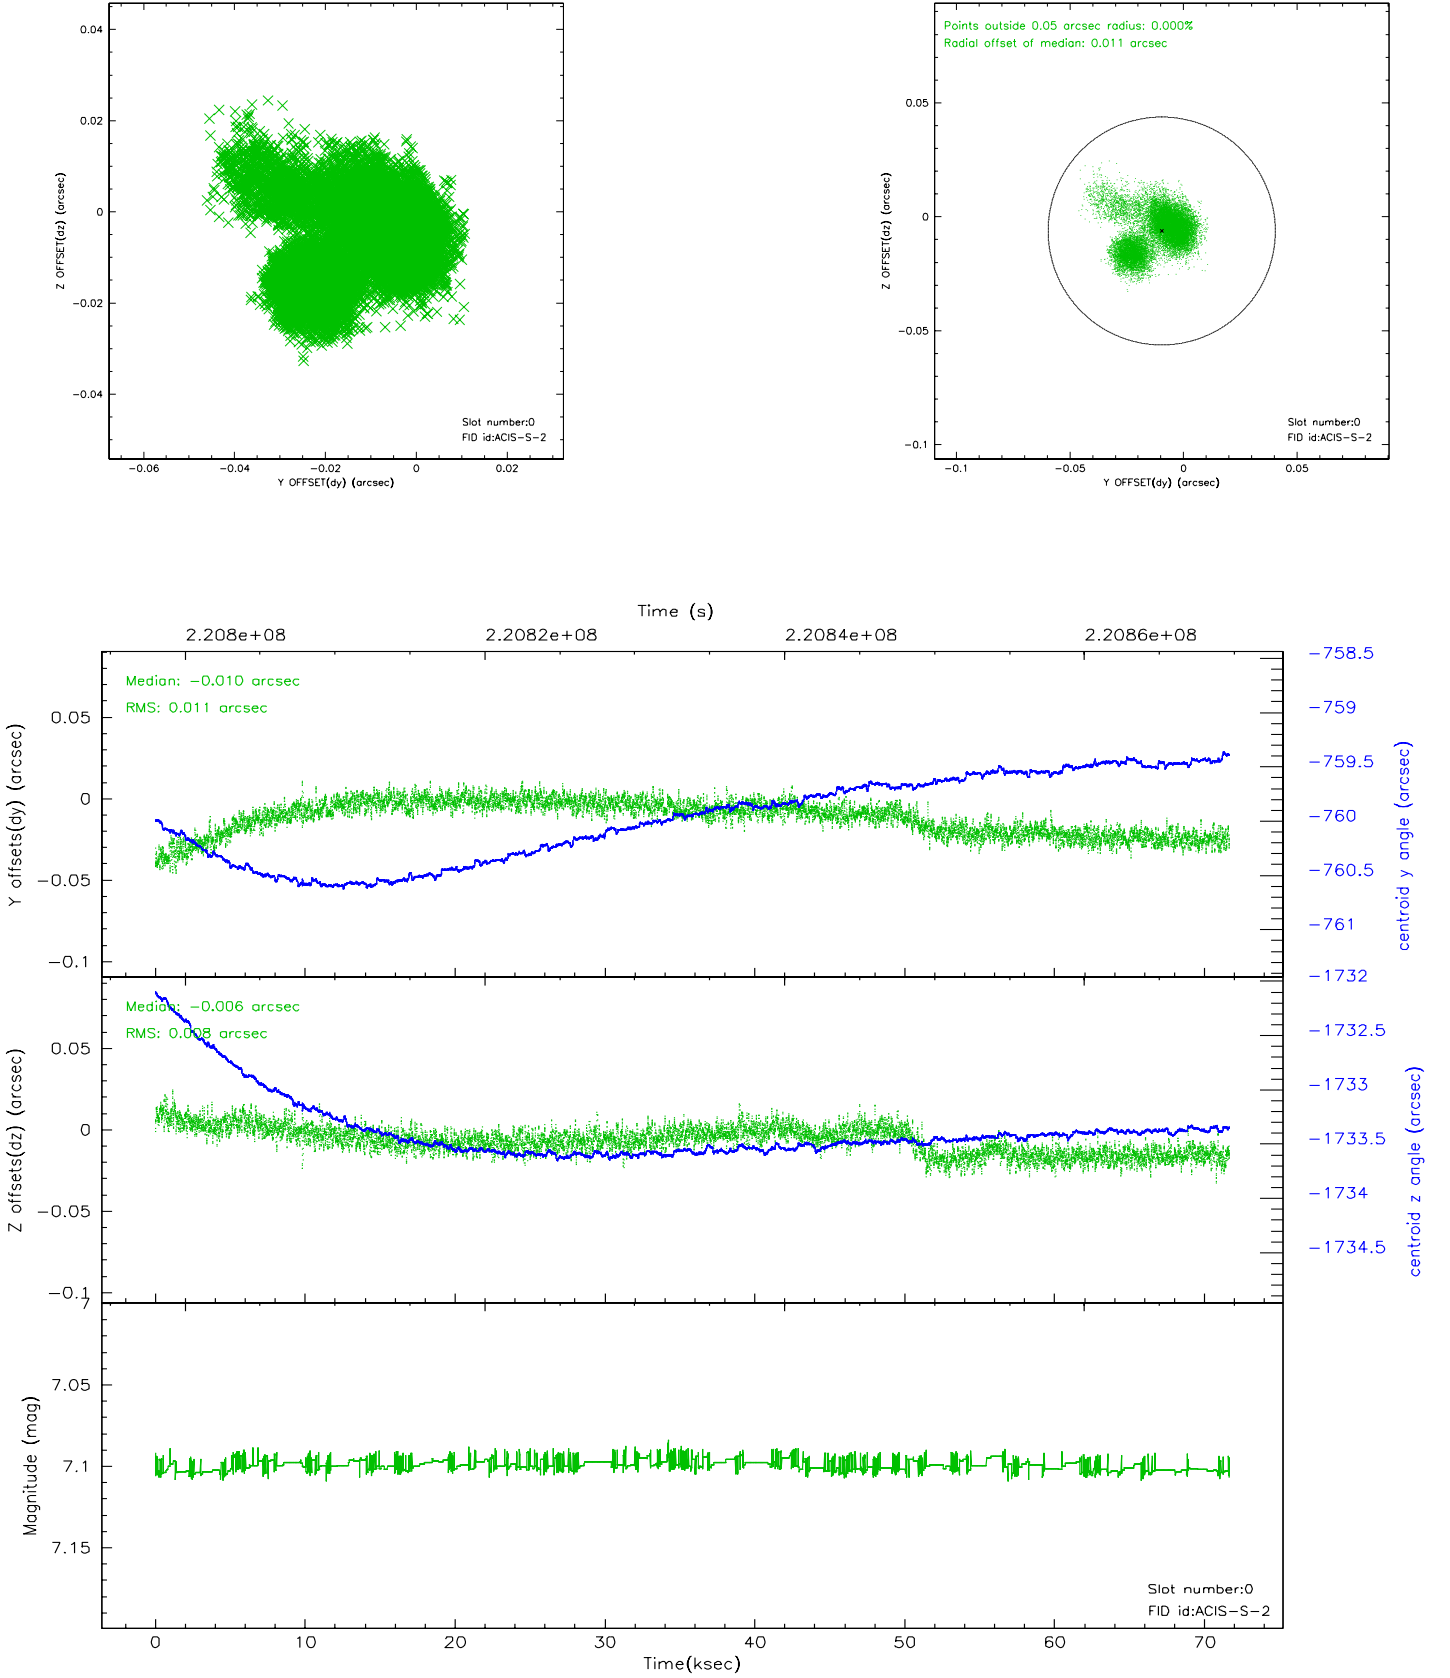 0.04
0.02
0
−0.02
−0.04
Z OFFSET(dz) (arcsec)
Slot number:0
FID id:ACIS−S−2
−0.06 −0.04 −0.02 0 0.02
Y OFFSET(dy) (arcsec)
Points outside 0.05 arcsec radius: 0.000%
Radial offset of median: 0.011 arcsec
0.05
0
−0.05
−0.1
Z OFFSET(dz) (arcsec)
Slot number:0
FID id:ACIS−S−2
−0.1 −0.05 0 0.05
Y OFFSET(dy) (arcsec)
Time (s)
2.208e+08 2.2082e+08 2.2084e+08 2.2086e+08
Median: −0.010 arcsec
RMS: 0.011 arcsec
0.05
0
−0.05
−0.1
Y offsets(dy) (arcsec)
−758.5
−759
−759.5
−760
−760.5
−761
centroid y angle (arcsec)
Median: −0.006 arcsec
RMS: 0.008 arcsec
0.05
0
−0.05
−0.1
Z offsets(dz) (arcsec)
−1732
−1732.5
−1733
−1733.5
−1734
−1734.5
centroid z angle (arcsec)
7
7.05
7.1
7.15
Magnitude (mag)
Slot number:0
FID id:ACIS−S−2
0 10 20 30 40 50 60 70
Time(ksec)